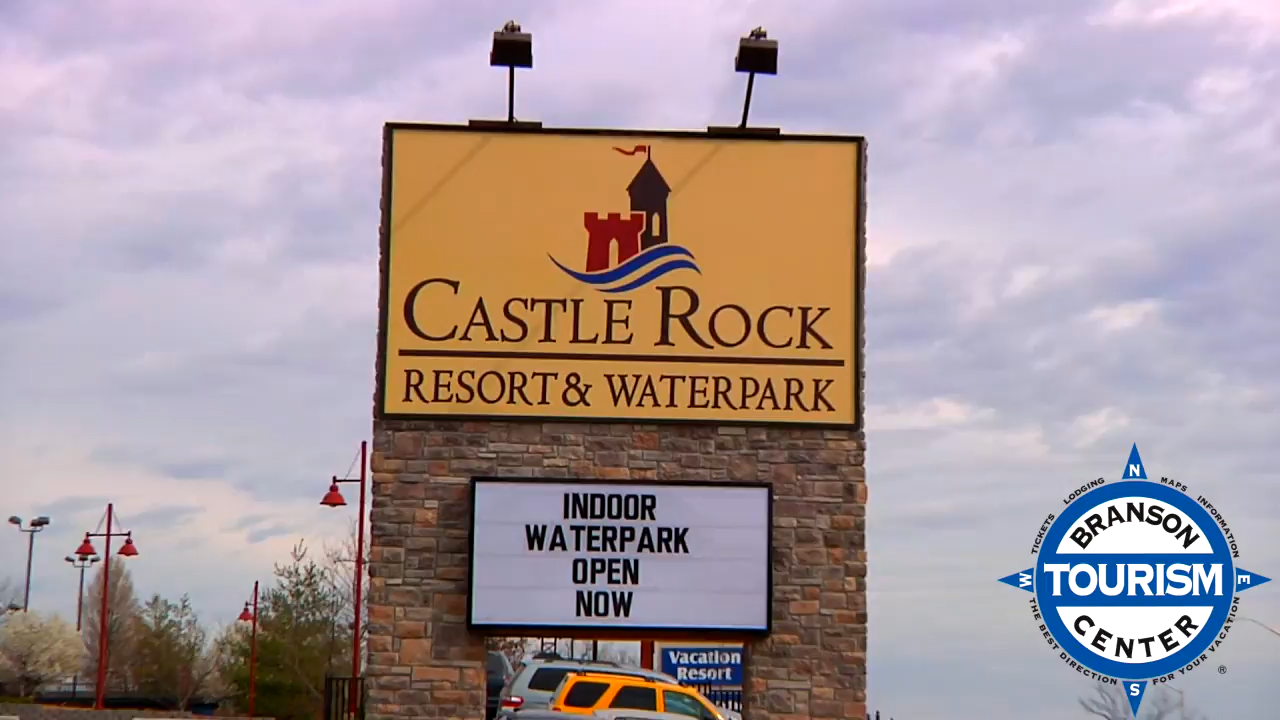 CASTLE ROCK
RESORT & WATERPARK
INDOOR
WATERPARK
OPEN
NOW
Vacation
Resort
N
LODGING MAPS
TICKETS INFORMATION
BRANSON
W TOURISM E
CENTER
THE BEST DIRECTION FOR YOUR VACATION
S
®